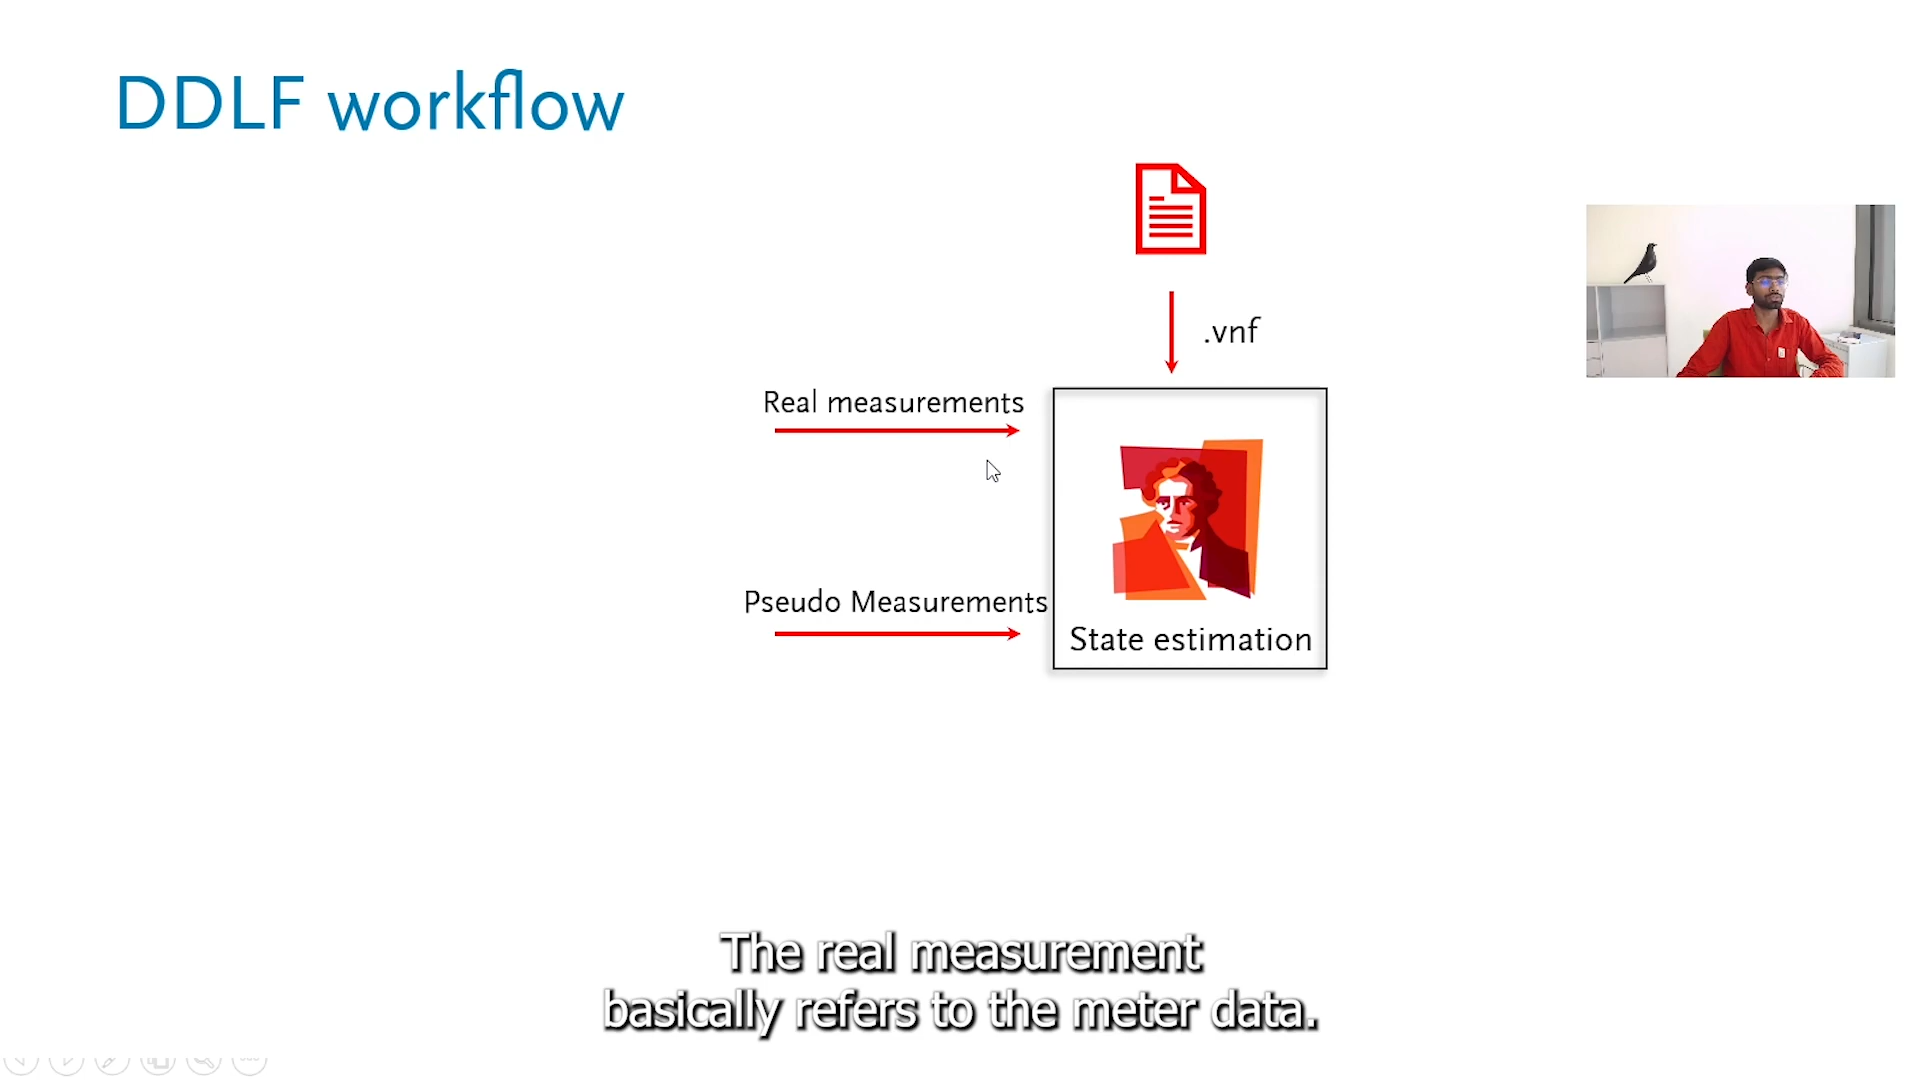 DDLF workflow
.vnf
Real measurements
Pseudo Measurements
State estimation
The real measurement
basically refers to the meter data.